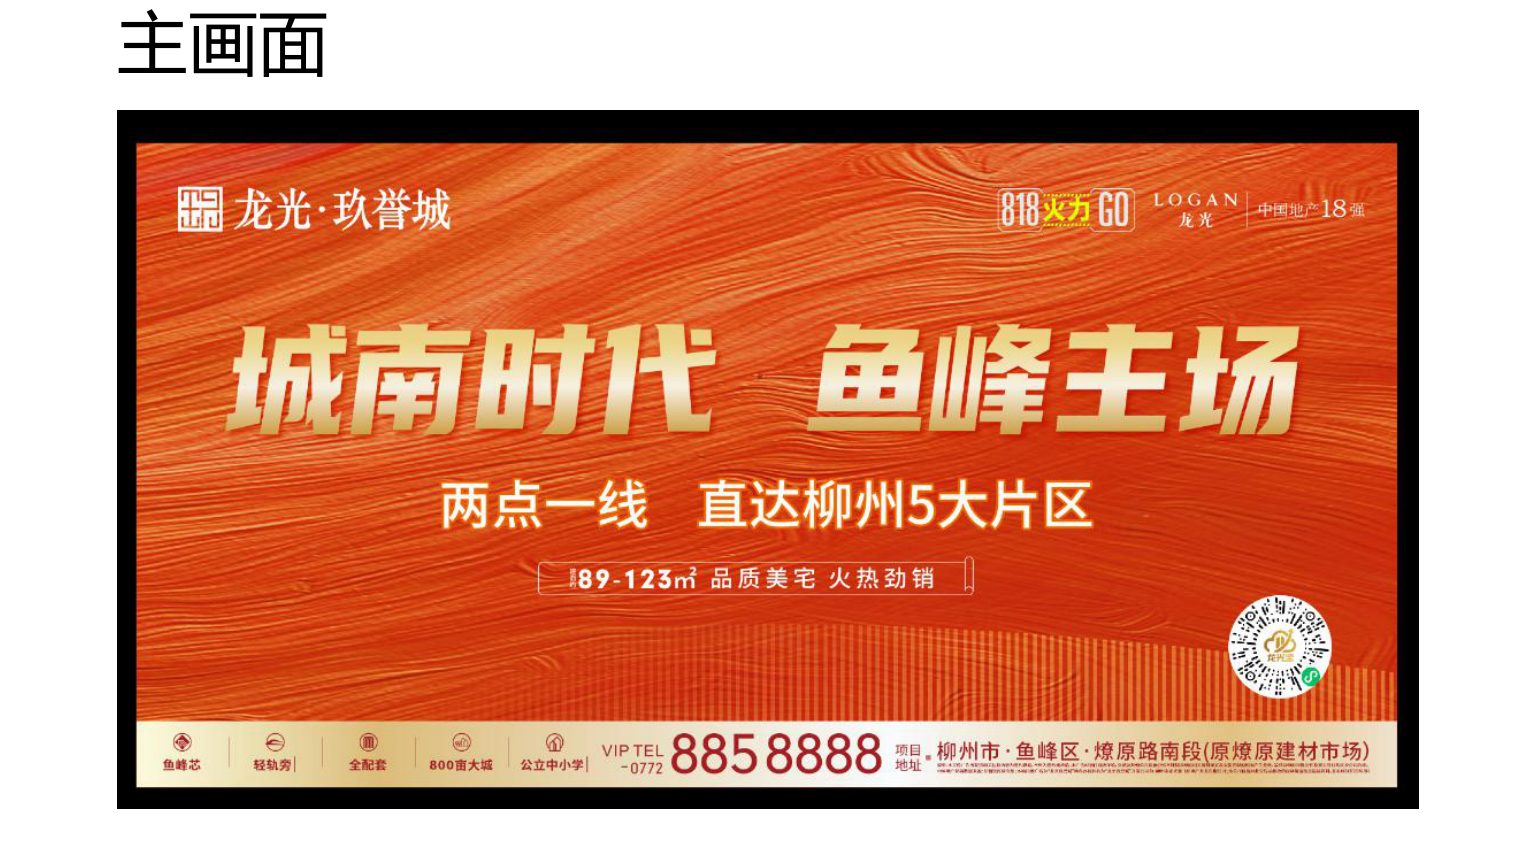 主画面
龙光·玖誉城
818火力GO
LOGAN
龙光
中国地产18强
城南时代 鱼峰主场
两点一线 直达柳州5大片区
89-123㎡ 品质美宅 火热劲销
鱼峰芯
轻轨旁
全配套
800亩大城
公立中小学
VIP TEL
-0772
8858888
项目
地址
柳州市·鱼峰区·燎原路南段(原燎原建材市场)